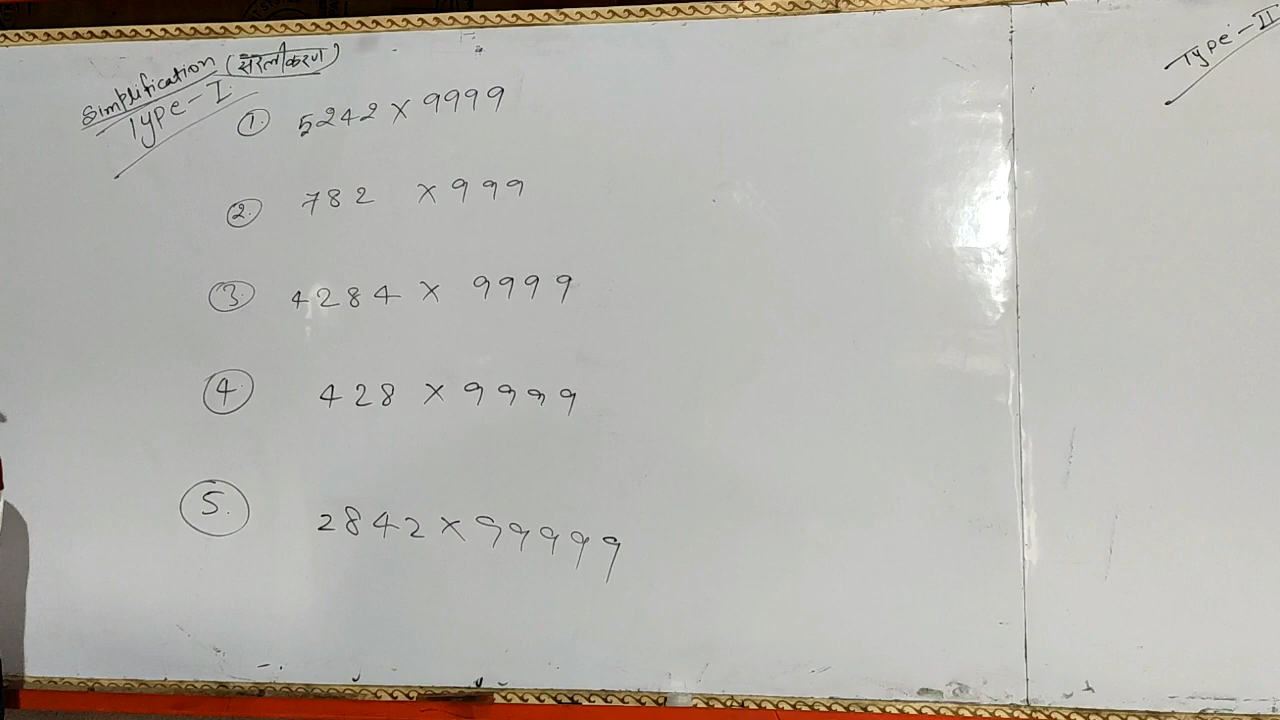 Simplification (सरलीकरण)
Type-I.
①. 5242 × 9999
②. 782 × 999
③. 4284 × 9999
④. 428 × 9999
⑤. 2842 × 99999
Type-II